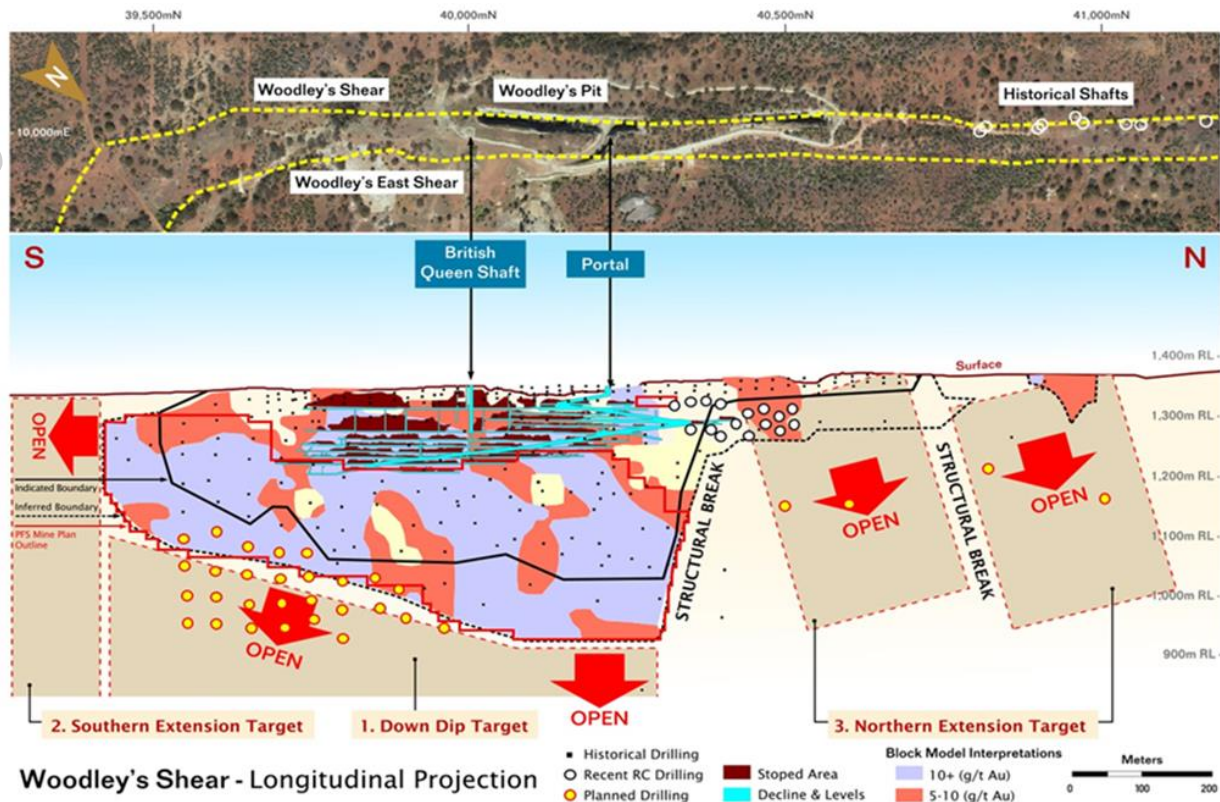 39,500mN
40,000mN
40,500mN
41,000mN
N
10,000mE
Woodley's Shear
Woodley's Pit
Historical Shafts
Woodley's East Shear
S
British
Queen Shaft
Portal
N
1,400m RL
Surface
1,300m RL
1,200m RL
1,100m RL
1,000m RL
900m RL
OPEN
Indicated Boundary
Inferred Boundary
PFS Mine Plan
Outline
STRUCTURAL BREAK
OPEN
STRUCTURAL BREAK
OPEN
OPEN
OPEN
2. Southern Extension Target
1. Down Dip Target
3. Northern Extension Target
Woodley's Shear - Longitudinal Projection
Historical Drilling
Recent RC Drilling
Planned Drilling
Stoped Area
Decline & Levels
Block Model Interpretations
10+ (g/t Au)
5-10 (g/t Au)
Meters
0
100
200